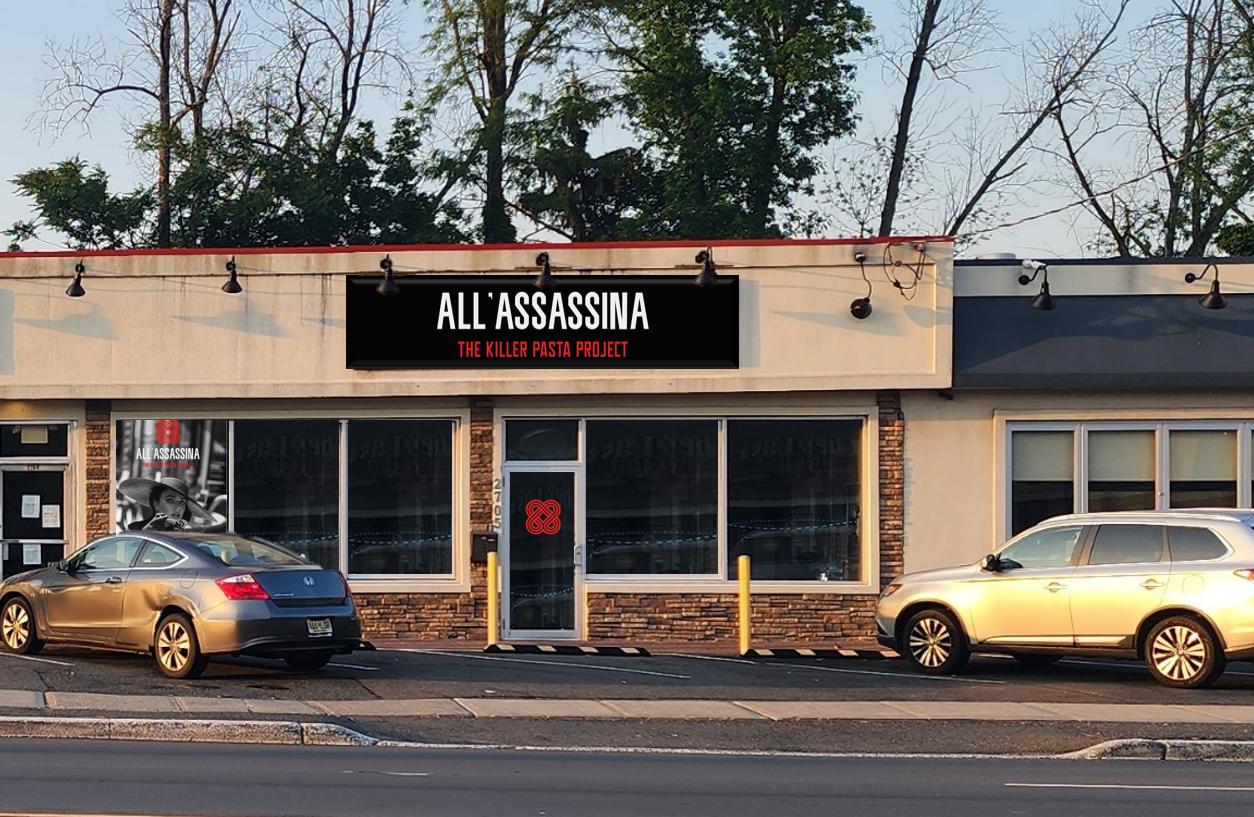 ALL'ASSASSINA
THE KILLER PASTA PROJECT
ALL'ASSASSINA
2705